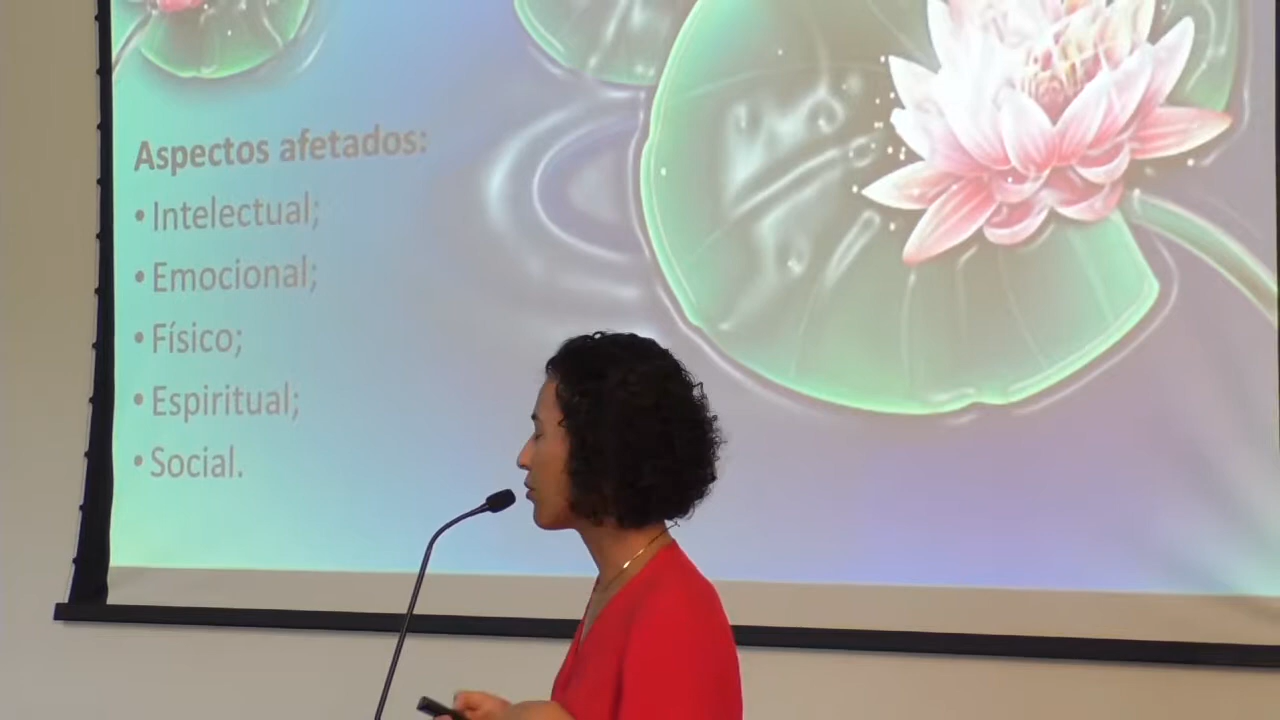 Aspectos afetados:
• Intelectual;
• Emocional;
• Físico;
• Espiritual;
• Social.